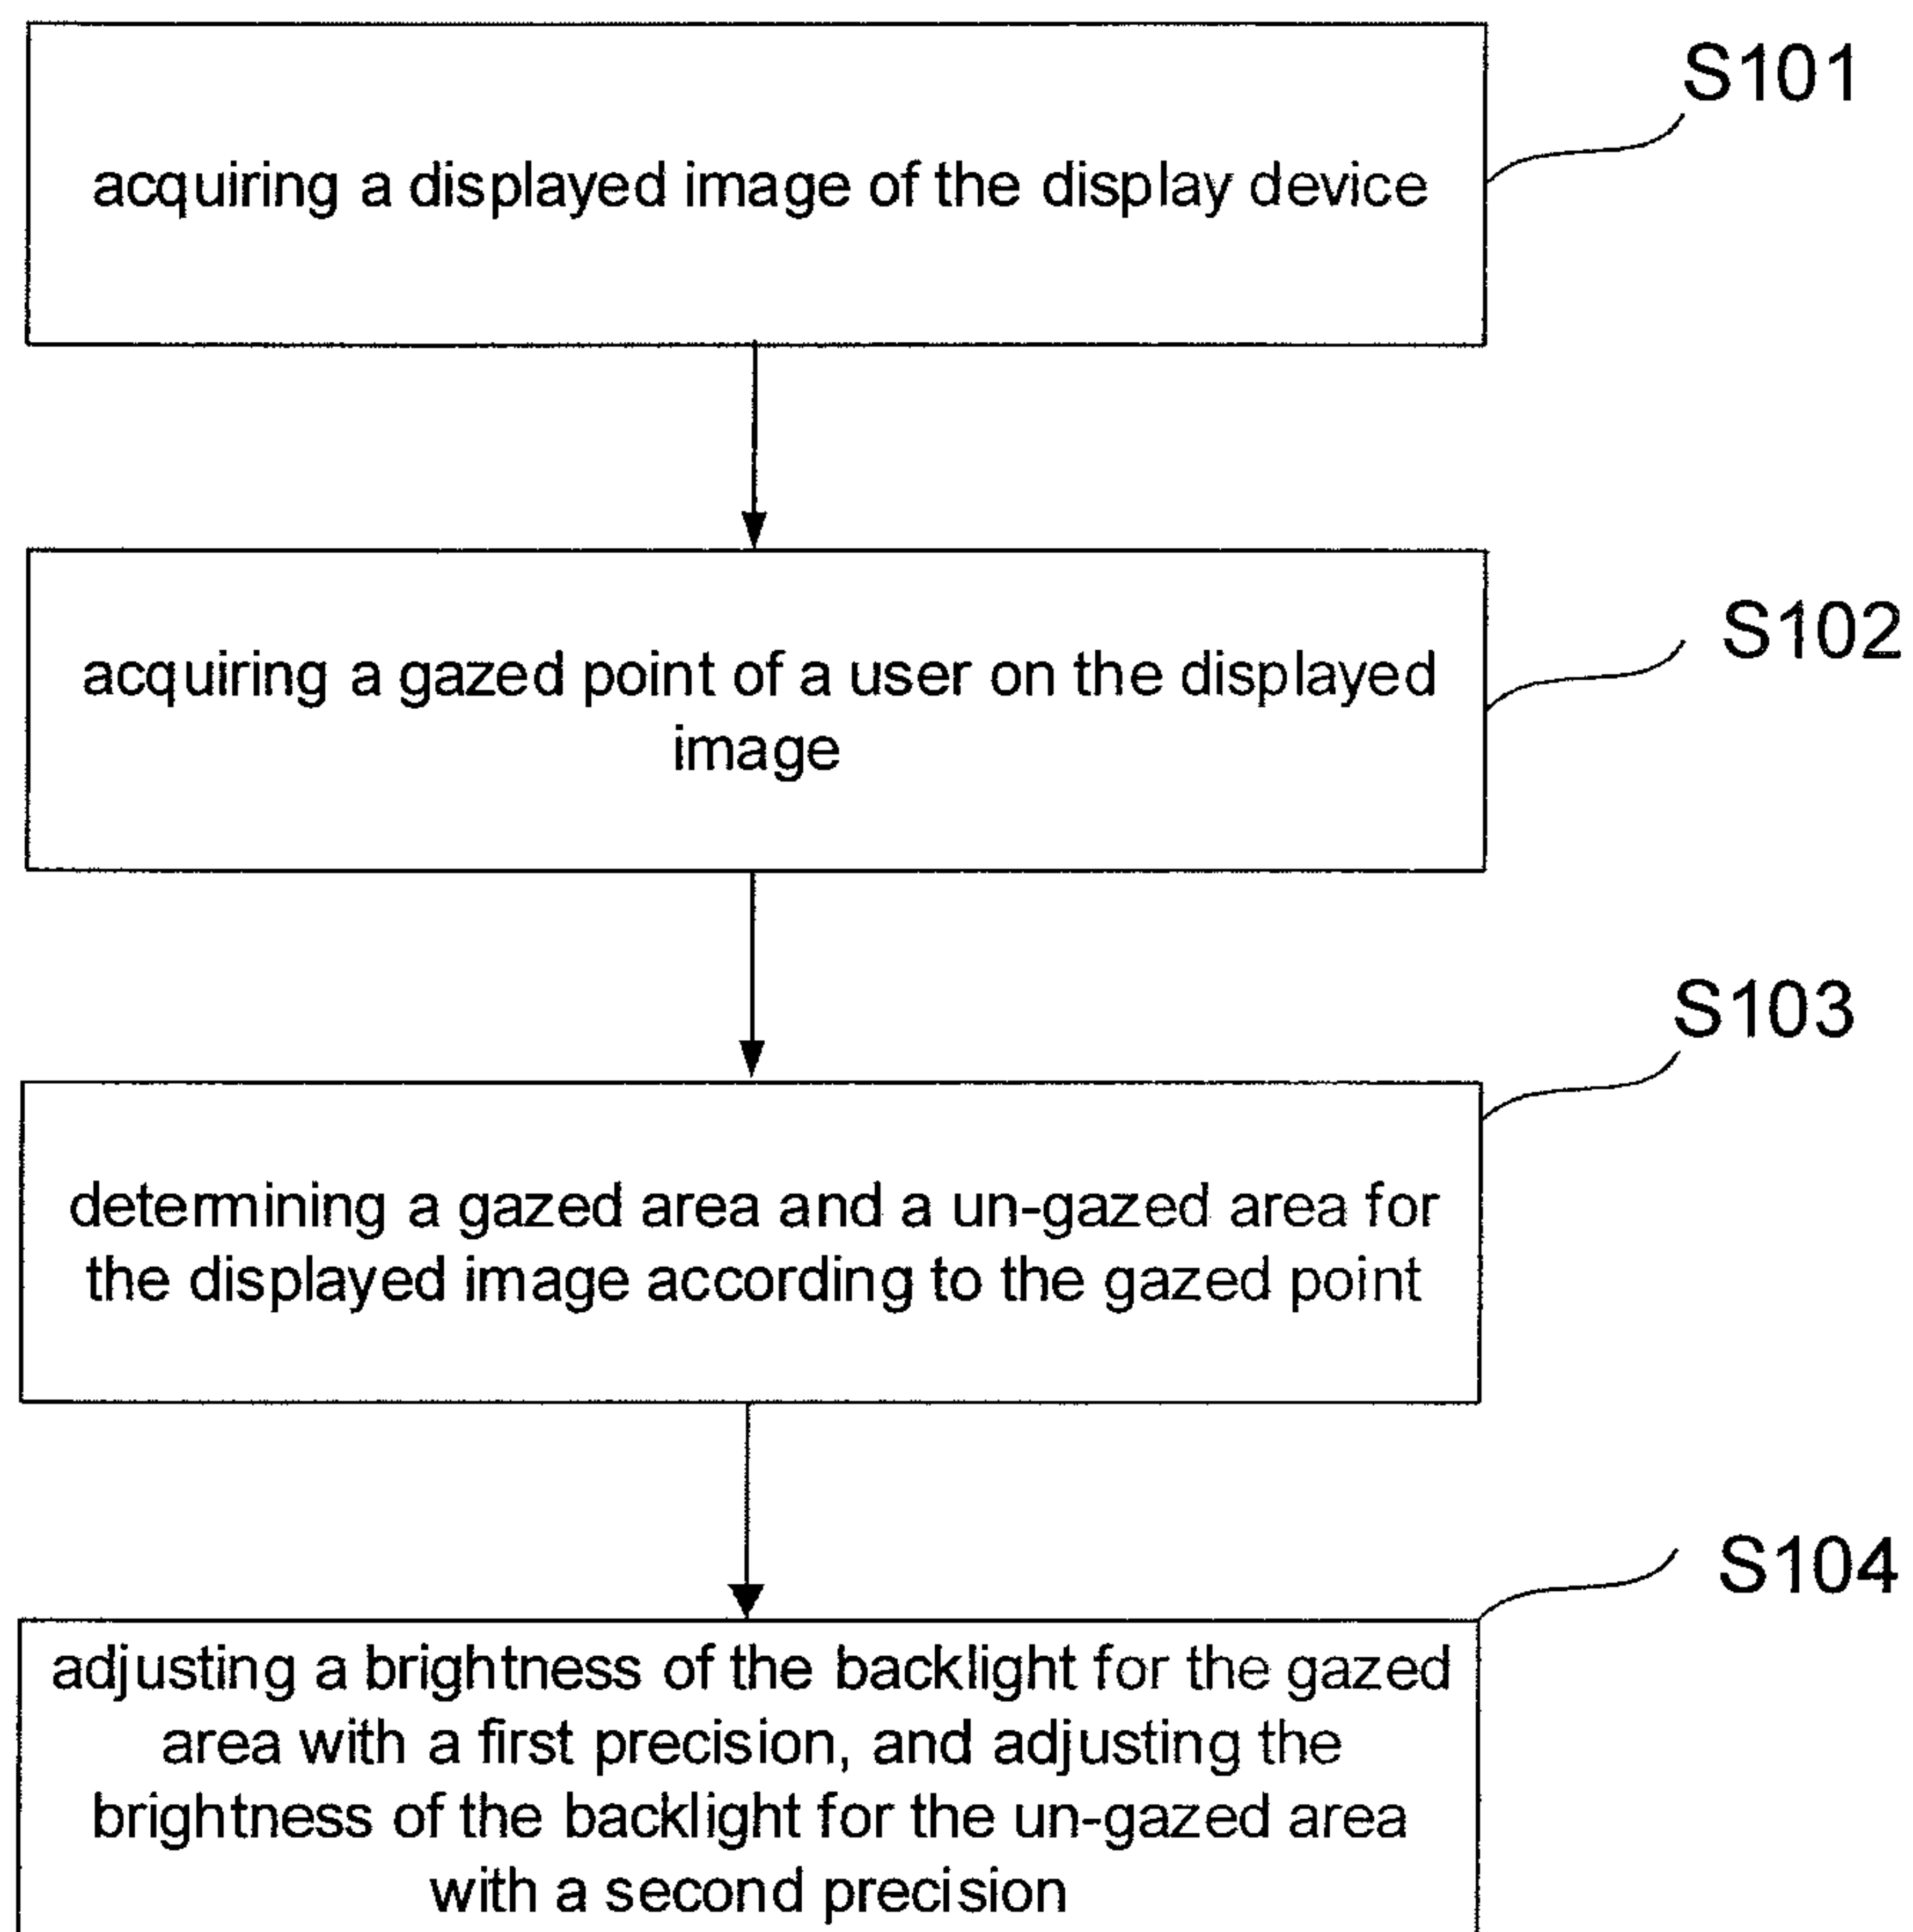 S101
acquiring a displayed image of the display device
S102
acquiring a gazed point of a user on the displayed
image
S103
determining a gazed area and a un-gazed area for
the displayed image according to the gazed point
S104
adjusting a brightness of the backlight for the gazed
area with a first precision, and adjusting the
brightness of the backlight for the un-gazed area
with a second precision